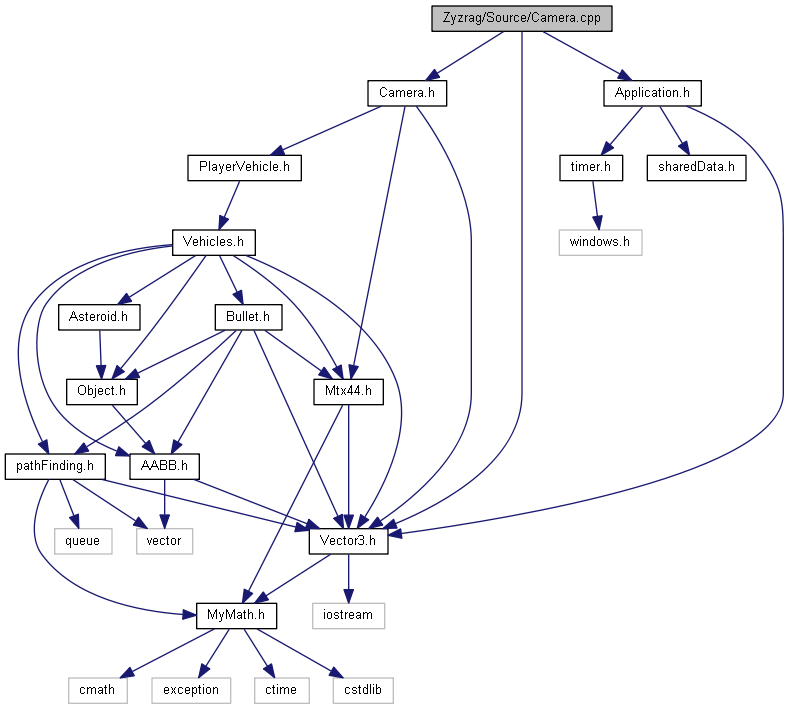 Zyzrag/Source/Camera.cpp
Camera.h
Application.h
PlayerVehicle.h
timer.h
sharedData.h
Vehicles.h
windows.h
Asteroid.h
Bullet.h
Object.h
Mtx44.h
pathFinding.h
AABB.h
queue
vector
Vector3.h
MyMath.h
iostream
cmath
exception
ctime
cstdlib